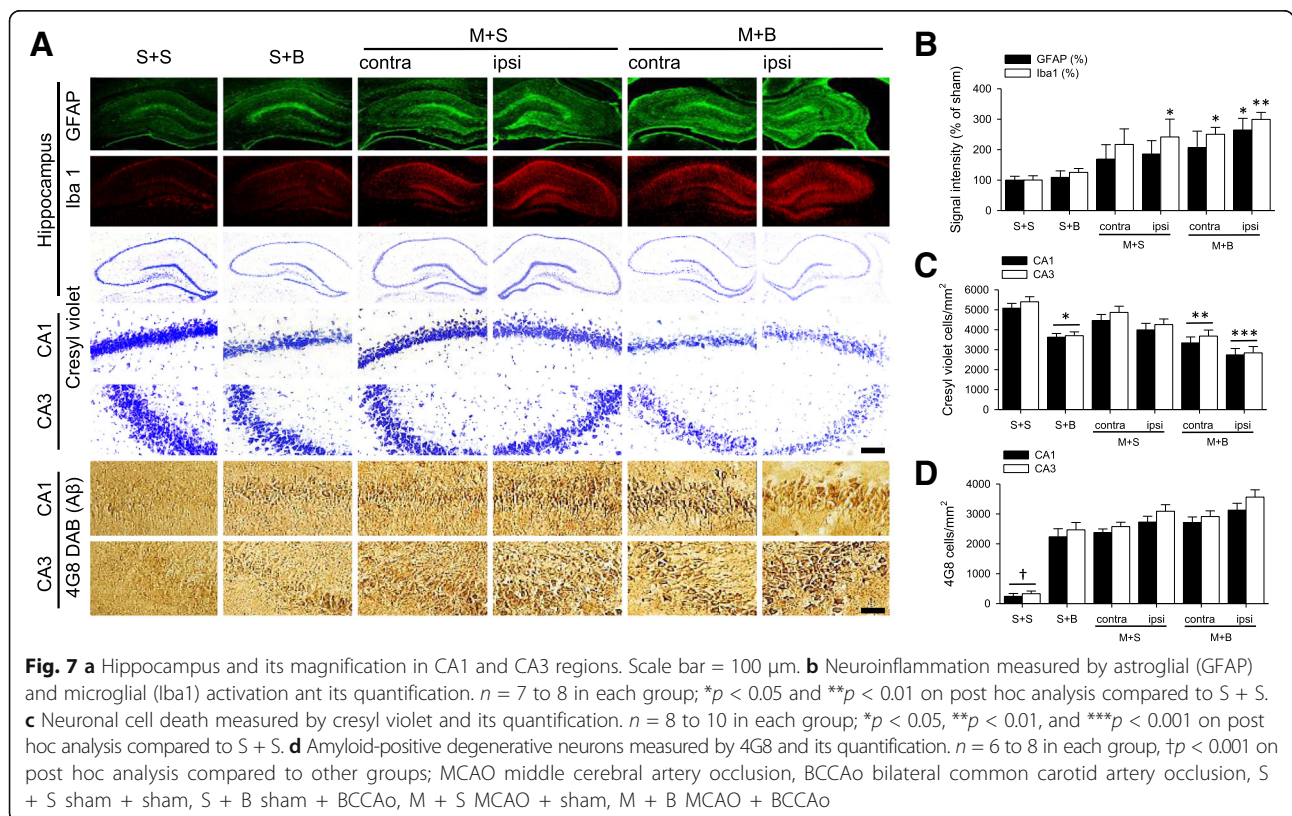 A
S+S
S+B
M+S
contra
ipsi
M+B
contra
ipsi
Hippocampus
GFAP
Iba 1
Cresyl violet
CA1
CA3
4G8 DAB (Aβ)
CA1
CA3
B
GFAP (%)
Iba1 (%)
Signal intensity (% of sham)
400
300
200
100
0
* * * **
S+S S+B contra ipsi contra ipsi
M+S M+B
C
CA1
CA3
Cresyl violet cells/mm²
6000
5000
4000
3000
2000
1000
0
* ** ***
S+S S+B contra ipsi contra ipsi
M+S M+B
D
CA1
CA3
4G8 cells/mm²
4000
3000
2000
1000
0
†
S+S S+B contra ipsi contra ipsi
M+S M+B
Fig. 7 a Hippocampus and its magnification in CA1 and CA3 regions. Scale bar = 100 μm. b Neuroinflammation measured by astroglial (GFAP)
and microglial (Iba1) activation ant its quantification. n = 7 to 8 in each group; *p < 0.05 and **p < 0.01 on post hoc analysis compared to S + S.
c Neuronal cell death measured by cresyl violet and its quantification. n = 8 to 10 in each group; *p < 0.05, **p < 0.01, and ***p < 0.001 on post
hoc analysis compared to S + S. d Amyloid-positive degenerative neurons measured by 4G8 and its quantification. n = 6 to 8 in each group, †p < 0.001 on
post hoc analysis compared to other groups; MCAO middle cerebral artery occlusion, BCCAo bilateral common carotid artery occlusion, S
+ S sham + sham, S + B sham + BCCAo, M + S MCAO + sham, M + B MCAO + BCCAo